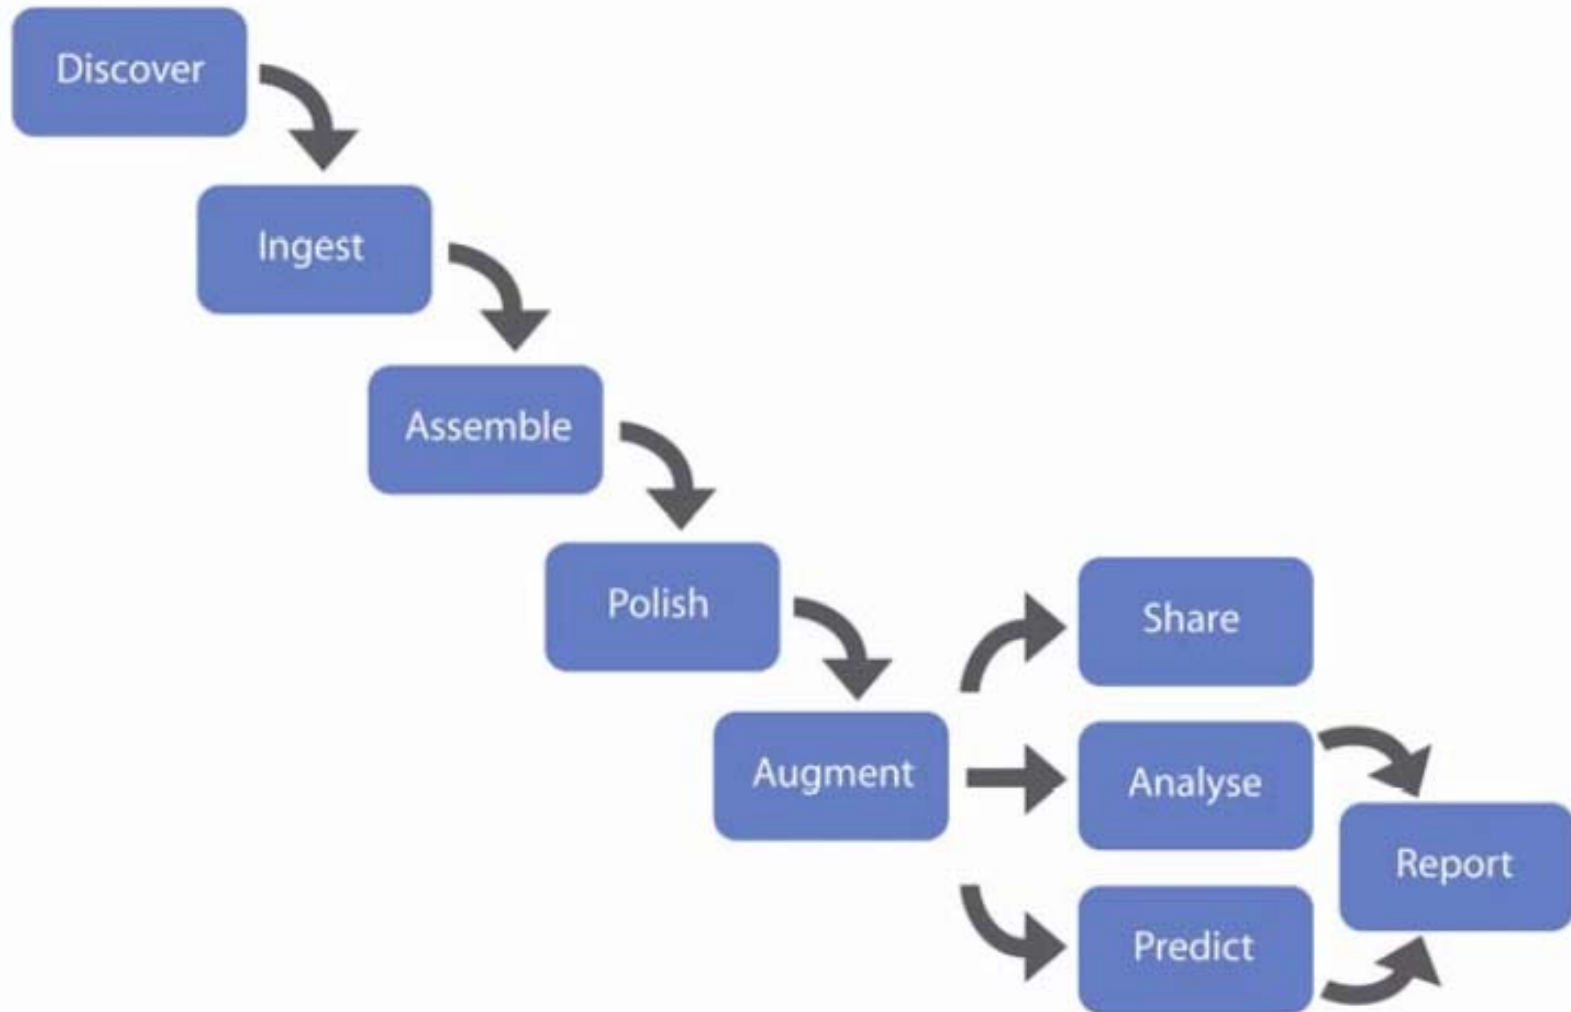 Discover
Ingest
Assemble
Polish
Augment
Share
Analyse
Predict
Report